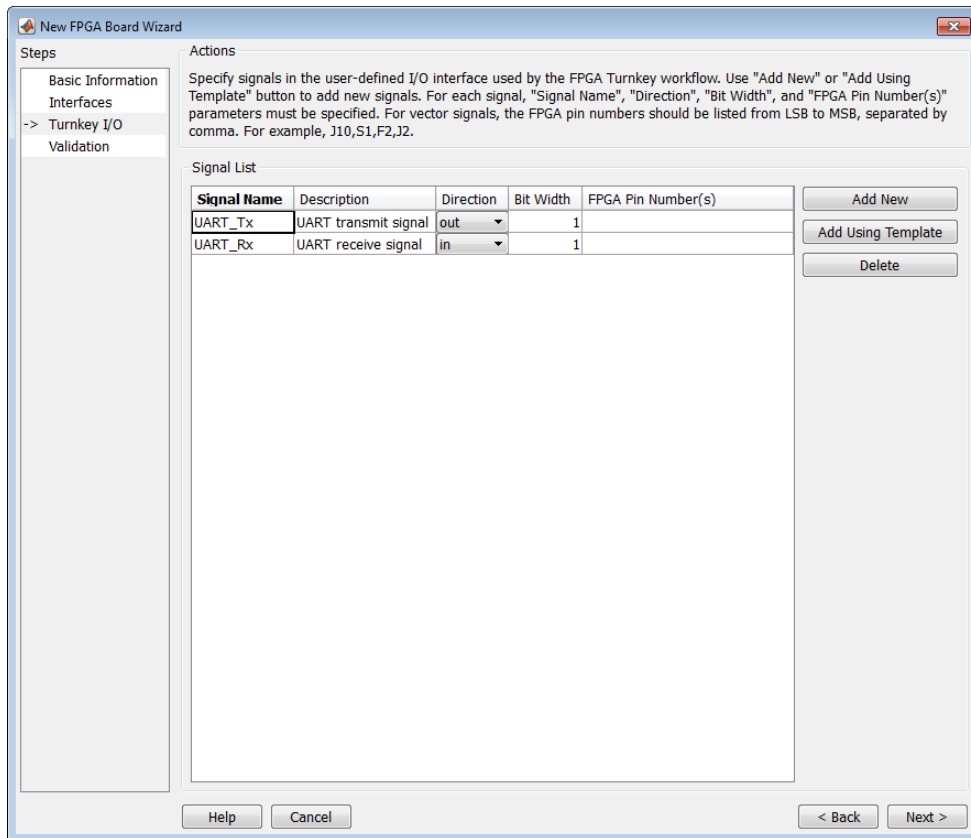 New FPGA Board Wizard
Steps
Basic Information
Interfaces
-> Turnkey I/O
Validation
Actions
Specify signals in the user-defined I/O interface used by the FPGA Turnkey workflow. Use "Add New" or "Add Using
Template" button to add new signals. For each signal, "Signal Name", "Direction", "Bit Width", and "FPGA Pin Number(s)"
parameters must be specified. For vector signals, the FPGA pin numbers should be listed from LSB to MSB, separated by
comma. For example, J10,S1,F2,J2.
Signal List
Signal Name Description Direction Bit Width FPGA Pin Number(s)
UART_Tx UART transmit signal out 1
UART_Rx UART receive signal in 1
Add New
Add Using Template
Delete
Help Cancel < Back Next >